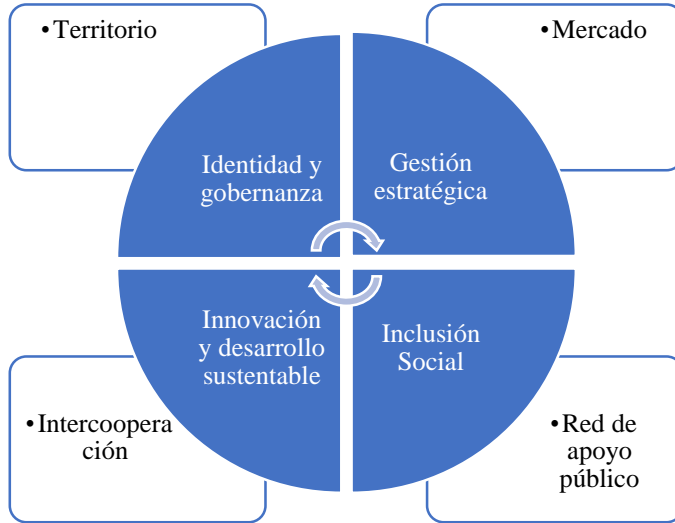 •Territorio
•Mercado
Identidad y
gobernanza
Gestión
estratégica
Innovación
y desarrollo
sustentable
Inclusión
Social
•Intercoopera
ción
•Red de
apoyo
público